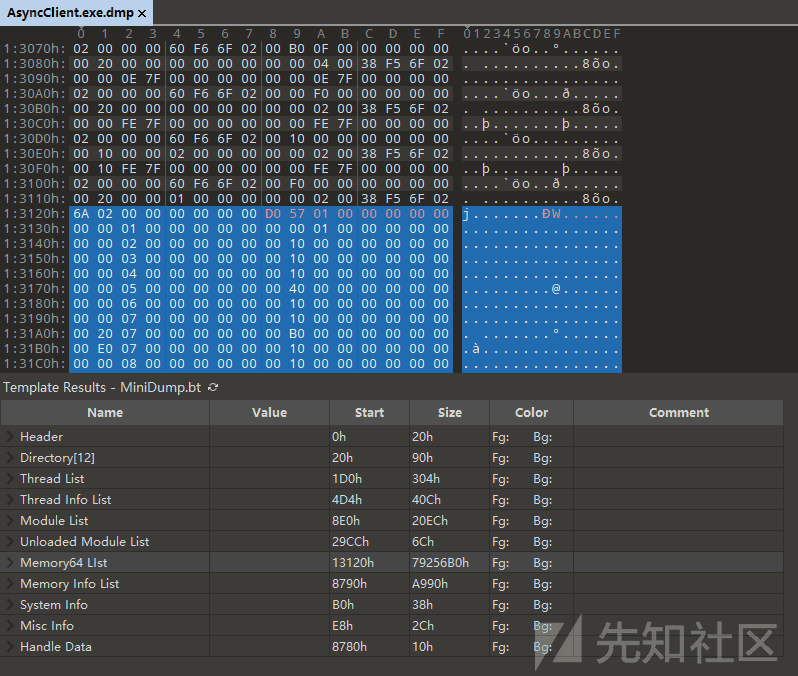 AsyncClient.exe.dmp ×
0 1 2 3 4 5 6 7 8 9 A B C D E F 0123456789ABCDEF
1:3070h: 02 00 00 00 60 F6 6F 02 00 B0 0F 00 00 00 00 00 ....`öo..°......
1:3080h: 00 20 00 00 00 00 00 00 00 00 04 00 38 F5 6F 02 . ..........8õo.
1:3090h: 00 00 0E 7F 00 00 00 00 00 00 0E 7F 00 00 00 00 ................
1:30A0h: 02 00 00 00 60 F6 6F 02 00 F0 00 00 00 00 00 00 ....`öo..ð......
1:30B0h: 00 20 00 00 00 00 00 00 00 00 02 00 38 F5 6F 02 . ..........8õo.
1:30C0h: 00 00 FE 7F 00 00 00 00 00 00 FE 7F 00 00 00 00 ..þ.......þ.....
1:30D0h: 02 00 00 00 60 F6 6F 02 00 10 00 00 00 00 00 00 ....`öo.........
1:30E0h: 00 10 00 00 02 00 00 00 00 00 02 00 38 F5 6F 02 ............8õo.
1:30F0h: 00 10 FE 7F 00 00 00 00 00 00 FE 7F 00 00 00 00 ..þ.......þ.....
1:3100h: 02 00 00 00 60 F6 6F 02 00 F0 00 00 00 00 00 00 ....`öo..ð......
1:3110h: 00 20 00 00 01 00 00 00 00 00 02 00 38 F5 6F 02 . ..........8õo.
1:3120h: 6A 02 00 00 00 00 00 00 D0 57 01 00 00 00 00 00 j.......ÐW......
1:3130h: 00 00 01 00 00 00 00 00 00 00 01 00 00 00 00 00 ................
1:3140h: 00 00 02 00 00 00 00 00 00 10 00 00 00 00 00 00 ................
1:3150h: 00 00 03 00 00 00 00 00 00 10 00 00 00 00 00 00 ................
1:3160h: 00 00 04 00 00 00 00 00 00 10 00 00 00 00 00 00 ................
1:3170h: 00 00 05 00 00 00 00 00 00 40 00 00 00 00 00 00 .........@......
1:3180h: 00 00 06 00 00 00 00 00 00 10 00 00 00 00 00 00 ................
1:3190h: 00 00 07 00 00 00 00 00 00 10 00 00 00 00 00 00 ................
1:31A0h: 00 20 07 00 00 00 00 00 00 B0 00 00 00 00 00 00 . .......°......
1:31B0h: 00 E0 07 00 00 00 00 00 00 10 00 00 00 00 00 00 .à..............
1:31C0h: 00 00 08 00 00 00 00 00 00 10 00 00 00 00 00 00 ................
Template Results - MiniDump.bt
Name Value Start Size Color Comment
Header 0h 20h Fg: Bg:
Directory[12] 20h 90h Fg: Bg:
Thread List 1D0h 304h Fg: Bg:
Thread Info List 4D4h 40Ch Fg: Bg:
Module List 8E0h 20ECh Fg: Bg:
Unloaded Module List 29CCh 6Ch Fg: Bg:
Memory64 LIst 13120h 79256B0h Fg: Bg:
Memory Info List 8790h A990h Fg: Bg:
System Info B0h 38h Fg: Bg:
Misc Info E8h 2Ch Fg: Bg:
Handle Data 8780h 10h Fg: Bg:
先知社区